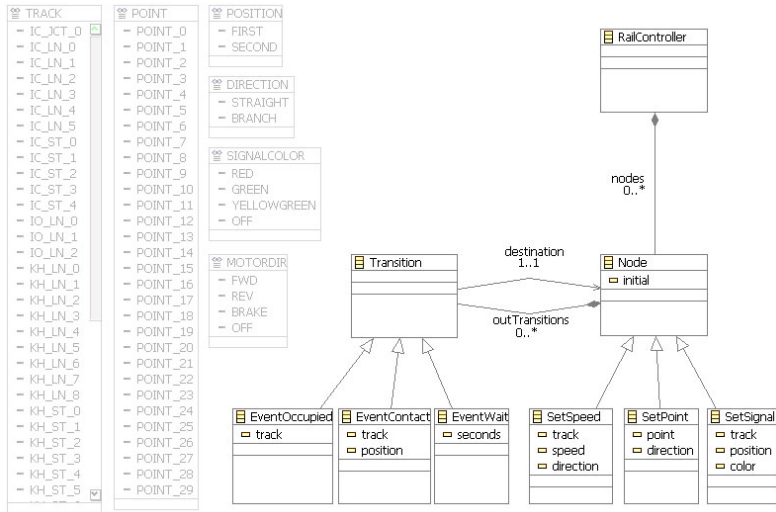 TRACK
IC_JCT_0
IC_LN_0
IC_LN_1
IC_LN_2
IC_LN_3
IC_LN_4
IC_LN_5
IC_ST_0
IC_ST_1
IC_ST_2
IC_ST_3
IC_ST_4
IO_LN_0
IO_LN_1
IO_LN_2
KH_LN_0
KH_LN_1
KH_LN_2
KH_LN_3
KH_LN_4
KH_LN_5
KH_LN_6
KH_LN_7
KH_LN_8
KH_ST_0
KH_ST_1
KH_ST_2
KH_ST_3
KH_ST_4
KH_ST_5
POINT
POINT_0
POINT_1
POINT_2
POINT_3
POINT_4
POINT_5
POINT_6
POINT_7
POINT_8
POINT_9
POINT_10
POINT_11
POINT_12
POINT_13
POINT_14
POINT_15
POINT_16
POINT_17
POINT_18
POINT_19
POINT_20
POINT_21
POINT_22
POINT_23
POINT_24
POINT_25
POINT_26
POINT_27
POINT_28
POINT_29
POSITION
FIRST
SECOND
DIRECTION
STRAIGHT
BRANCH
SIGNALCOLOR
RED
GREEN
YELLOWGREEN
OFF
MOTORDIR
FWD
REV
BRAKE
OFF
RailController
nodes
0..*
Transition
destination
1..1
outTransitions
0..*
Node
initial
EventOccupied
track
EventContact
track
position
EventWait
seconds
SetSpeed
track
speed
direction
SetPoint
point
direction
SetSignal
track
position
color